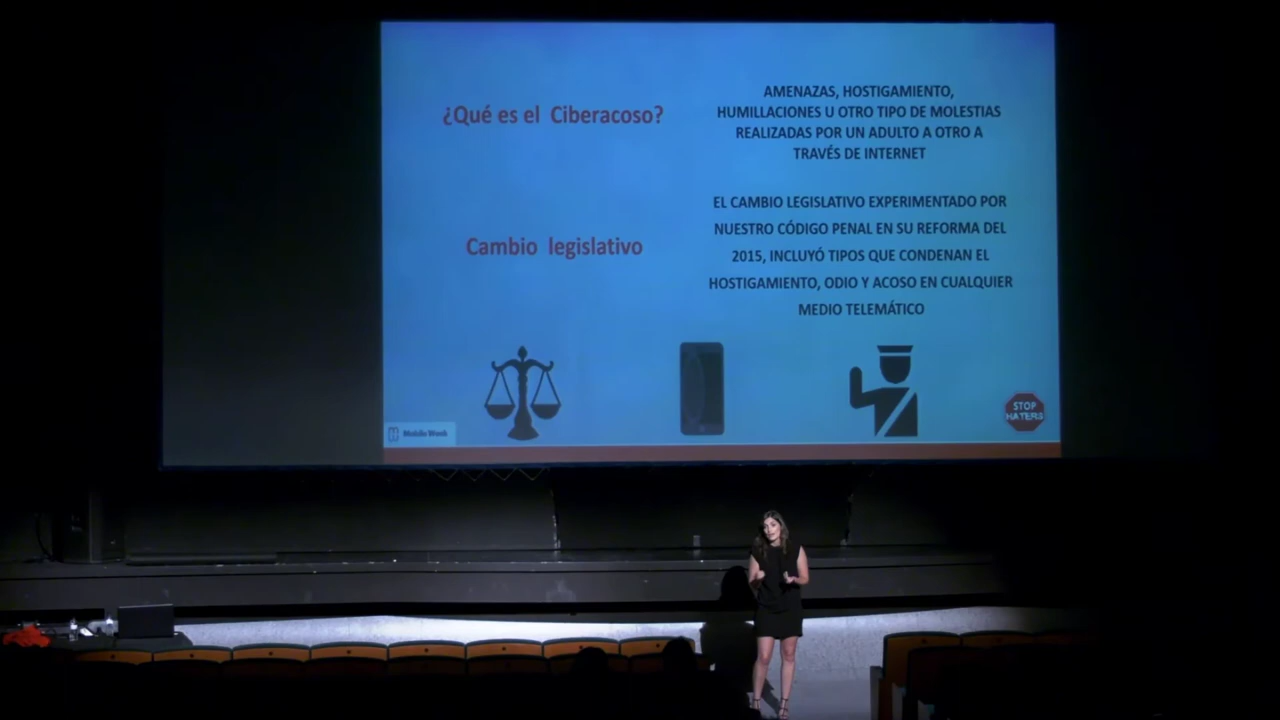 ¿Qué es el Ciberacoso?
AMENAZAS, HOSTIGAMIENTO,
HUMILLACIONES U OTRO TIPO DE MOLESTIAS
REALIZADAS POR UN ADULTO A OTRO A
TRAVÉS DE INTERNET
Cambio legislativo
EL CAMBIO LEGISLATIVO EXPERIMENTADO POR
NUESTRO CÓDIGO PENAL EN SU REFORMA DEL
2015, INCLUYÓ TIPOS QUE CONDENAN EL
HOSTIGAMIENTO, ODIO Y ACOSO EN CUALQUIER
MEDIO TELEMÁTICO
STOP
HATERS